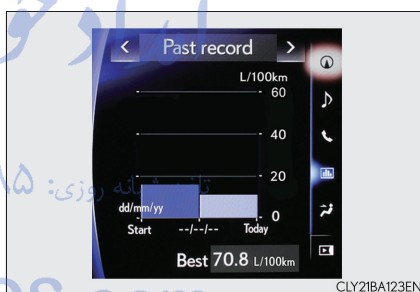 Past record
L/100km
60
40
20
dd/mm/yy
0
Start --/--/-- Today
Best 70.8 L/100km
CLY21BA123EN